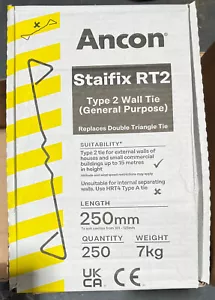 Ancon
Staifix RT2
Type 2 Wall Tie
(General Purpose)
Replaces Double Triangle Tie
SUITABILITY*
Type 2 tie for external walls of
houses and small commercial
buildings up to 15 metres
in height
Unsuitable for internal separating
walls. Use HRT4 Type A tie
LENGTH
250mm
QUANTITY
WEIGHT
250
7kg
UK
CA
CE